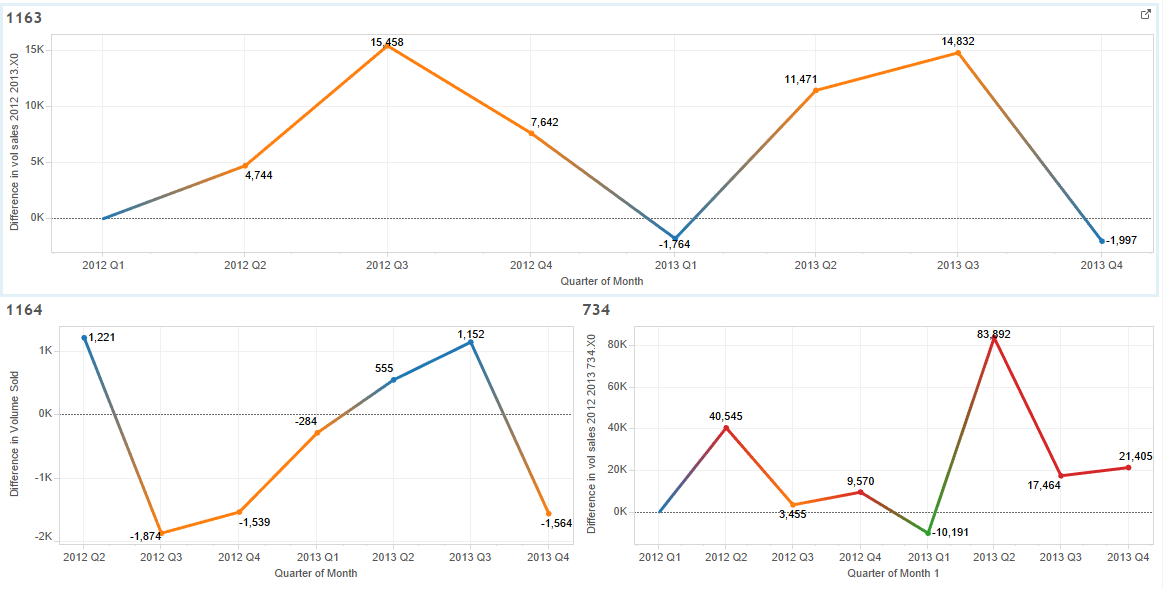 1163
Difference in vol sales 2012 2013.X0
15K
10K
5K
0K
4,744
15,458
7,642
-1,764
11,471
14,832
-1,997
2012 Q1
2012 Q2
2012 Q3
2012 Q4
2013 Q1
2013 Q2
2013 Q3
2013 Q4
Quarter of Month
1164
Difference in Volume Sold
1K
0K
-1K
-2K
1,221
-1,874
-1,539
-284
555
1,152
-1,564
2012 Q2
2012 Q3
2012 Q4
2013 Q1
2013 Q2
2013 Q3
2013 Q4
Quarter of Month
734
Difference in vol sales 2012 2013 734.X0
80K
60K
40K
20K
0K
40,545
3,455
9,570
-10,191
83,892
17,464
21,405
2012 Q1
2012 Q2
2012 Q3
2012 Q4
2013 Q1
2013 Q2
2013 Q3
2013 Q4
Quarter of Month 1